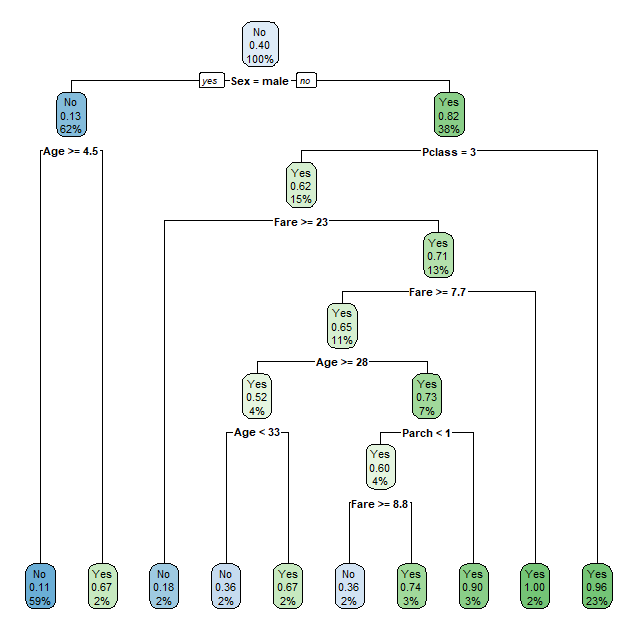 No
0.40
100%
yes Sex = male no
No
0.13
62%
Yes
0.82
38%
Age >= 4.5
Pclass = 3
Yes
0.62
15%
Fare >= 23
Yes
0.71
13%
Fare >= 7.7
Yes
0.65
11%
Age >= 28
Yes
0.52
4%
Yes
0.73
7%
Age < 33
Parch < 1
Yes
0.60
4%
Fare >= 8.8
No
0.11
59%
Yes
0.67
2%
No
0.18
2%
No
0.36
2%
Yes
0.67
2%
No
0.36
2%
Yes
0.74
3%
Yes
0.90
3%
Yes
1.00
2%
Yes
0.96
23%